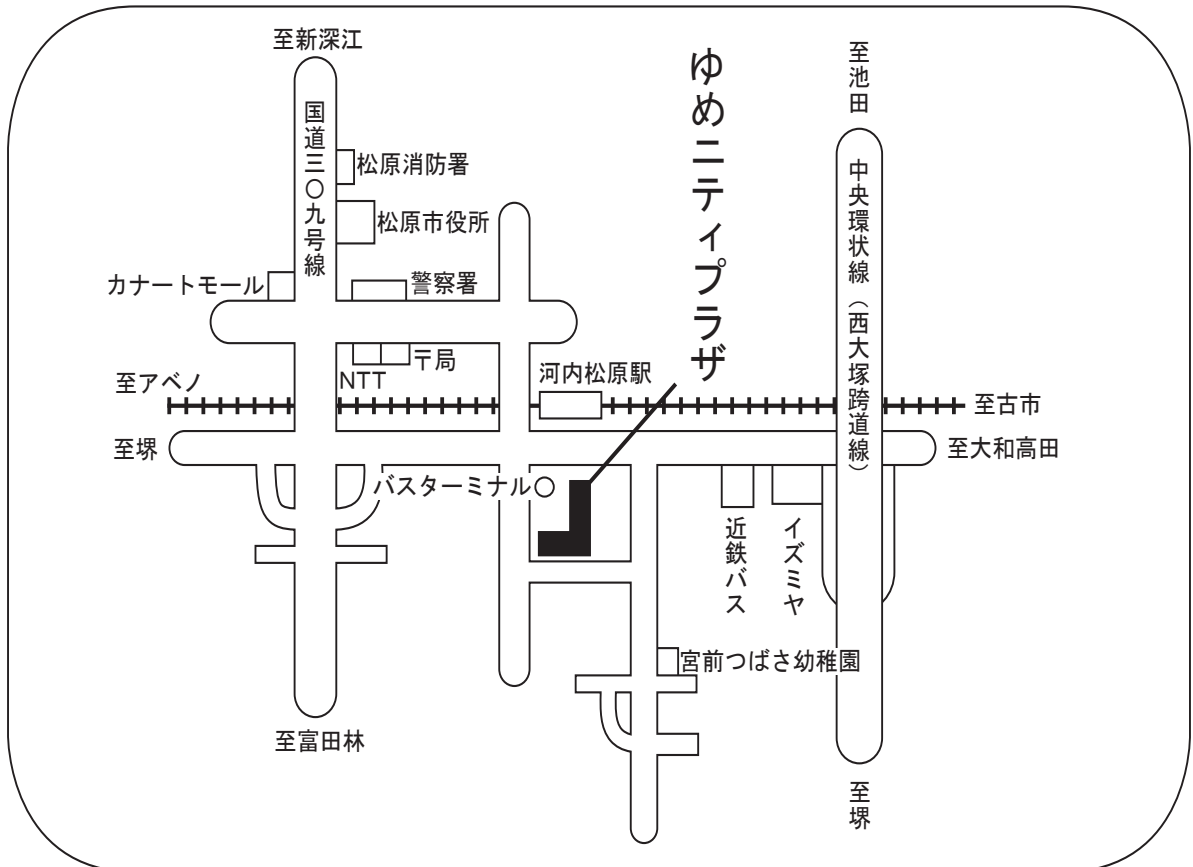 至新深江
国道三〇九号線
松原消防署
松原市役所
カナートモール
警察署
〒局
NTT
至アベノ
河内松原駅
ゆめニティプラザ
至池田
中央環状線（西大塚跨道線）
至古市
至堺
至大和高田
バスターミナル
近鉄バス
イズミヤ
宮前つばさ幼稚園
至富田林
至堺